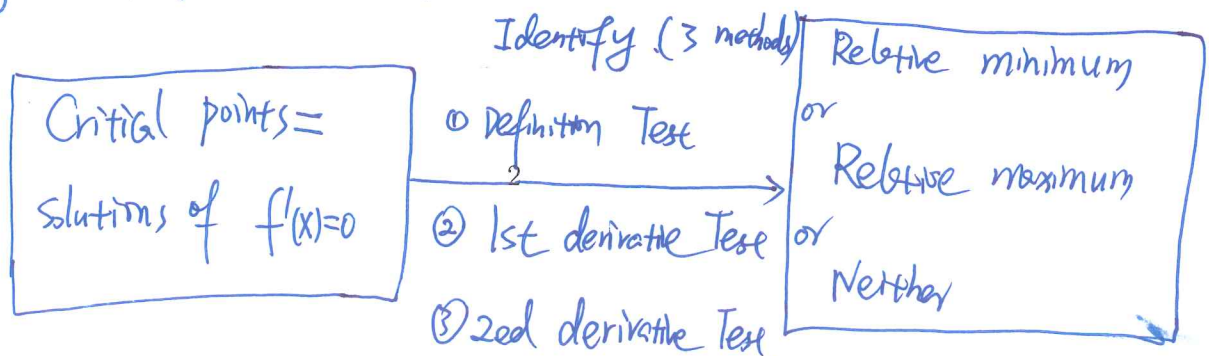 Identify (3 methods)
Critical points=
solutions of f'(x)=0
① Definition Test
2
② 1st derivative Test
③ 2ed derivative Test
Relative minimum
or
Relative maximum
or
Neither